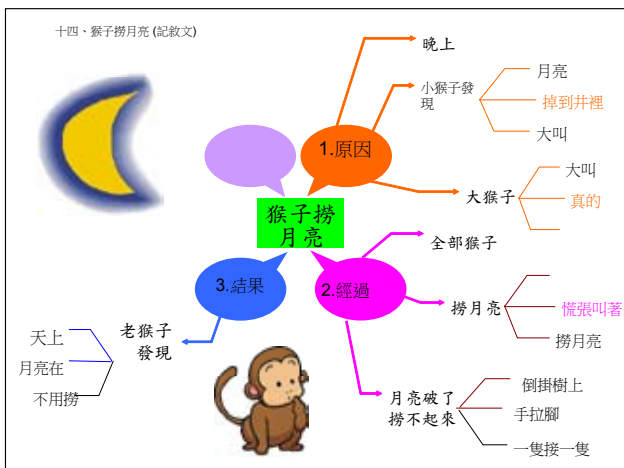 十四、猴子撈月亮 (記敘文)
晚上
小猴子發
現
月亮
掉到井裡
大叫
1.原因
大猴子
大叫
真的
猴子撈
月亮
全部猴子
2.經過
撈月亮
慌張叫著
撈月亮
月亮破了
撈不起來
倒掛樹上
手拉腳
一隻接一隻
3.結果
老猴子
發現
天上
月亮在
不用撈